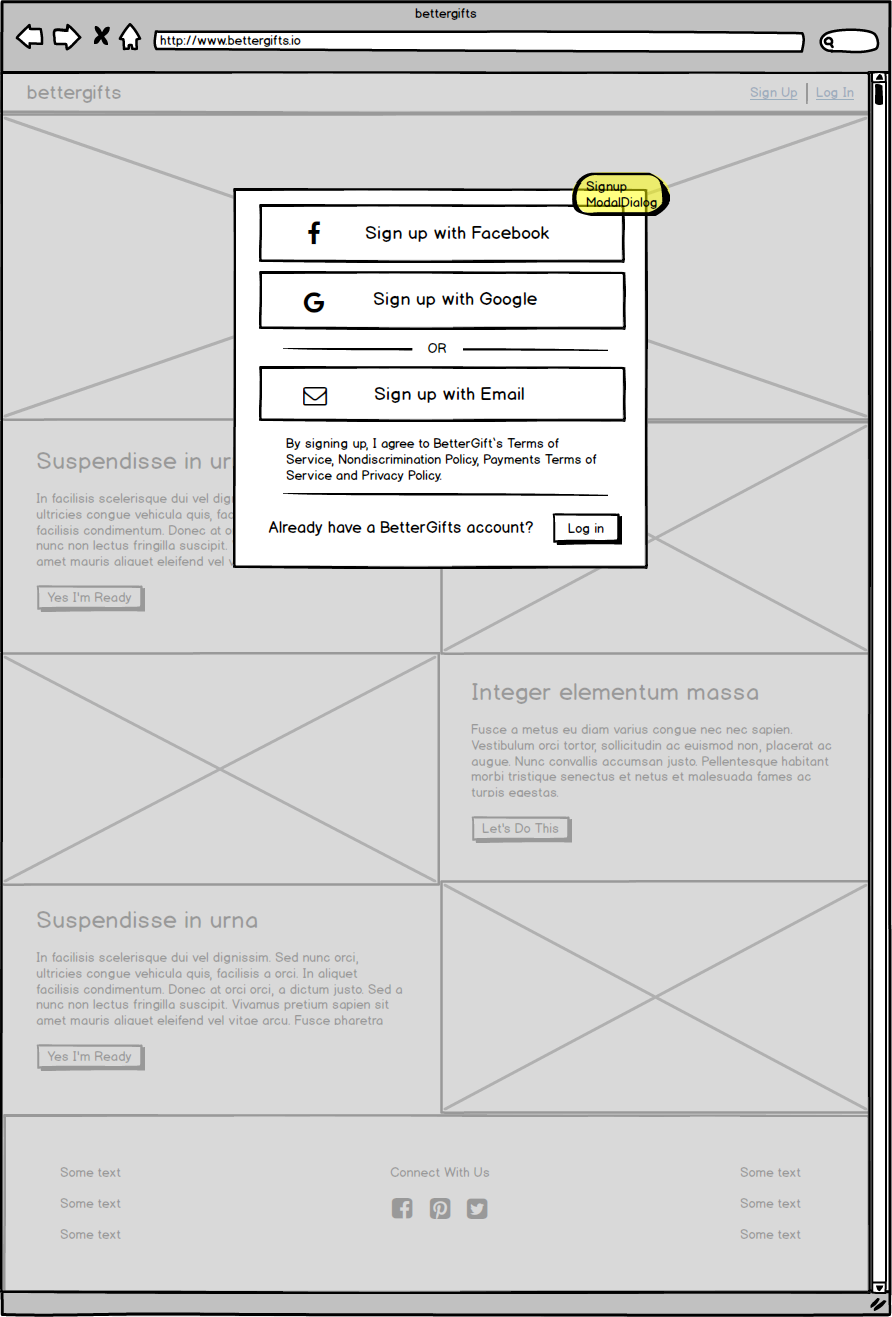 bettergifts
http://www.bettergifts.io
bettergifts
Sign Up
Log In
Signup
ModalDialog
Sign up with Facebook
Sign up with Google
OR
Sign up with Email
By signing up, I agree to BetterGift`s Terms of
Service, Nondiscrimination Policy, Payments Terms of
Service and Privacy Policy.
Already have a BetterGifts account?
Log in
Suspendisse in ur
In facilisis scelerisque dui vel dig
ultricies congue vehicula quis, fac
facilisis condimentum. Donec at o
nunc non lectus fringilla suscipit.
amet mauris aliquet eleifend vel v
Yes I'm Ready
Integer elementum massa
Fusce a metus eu diam varius congue nec nec sapien.
Vestibulum orci tortor, sollicitudin ac euismod non, placerat ac
augue. Nunc convallis accumsan justo. Pellentesque habitant
morbi tristique senectus et netus et malesuada fames ac
turpis egestas.
Let's Do This
Suspendisse in urna
In facilisis scelerisque dui vel dignissim. Sed nunc orci,
ultricies congue vehicula quis, facilisis a orci. In aliquet
facilisis condimentum. Donec at orci orci, a dictum justo. Sed a
nunc non lectus fringilla suscipit. Vivamus pretium sapien sit
amet mauris aliquet eleifend vel vitae arcu. Fusce pharetra
Yes I'm Ready
Some text
Some text
Some text
Connect With Us
Some text
Some text
Some text